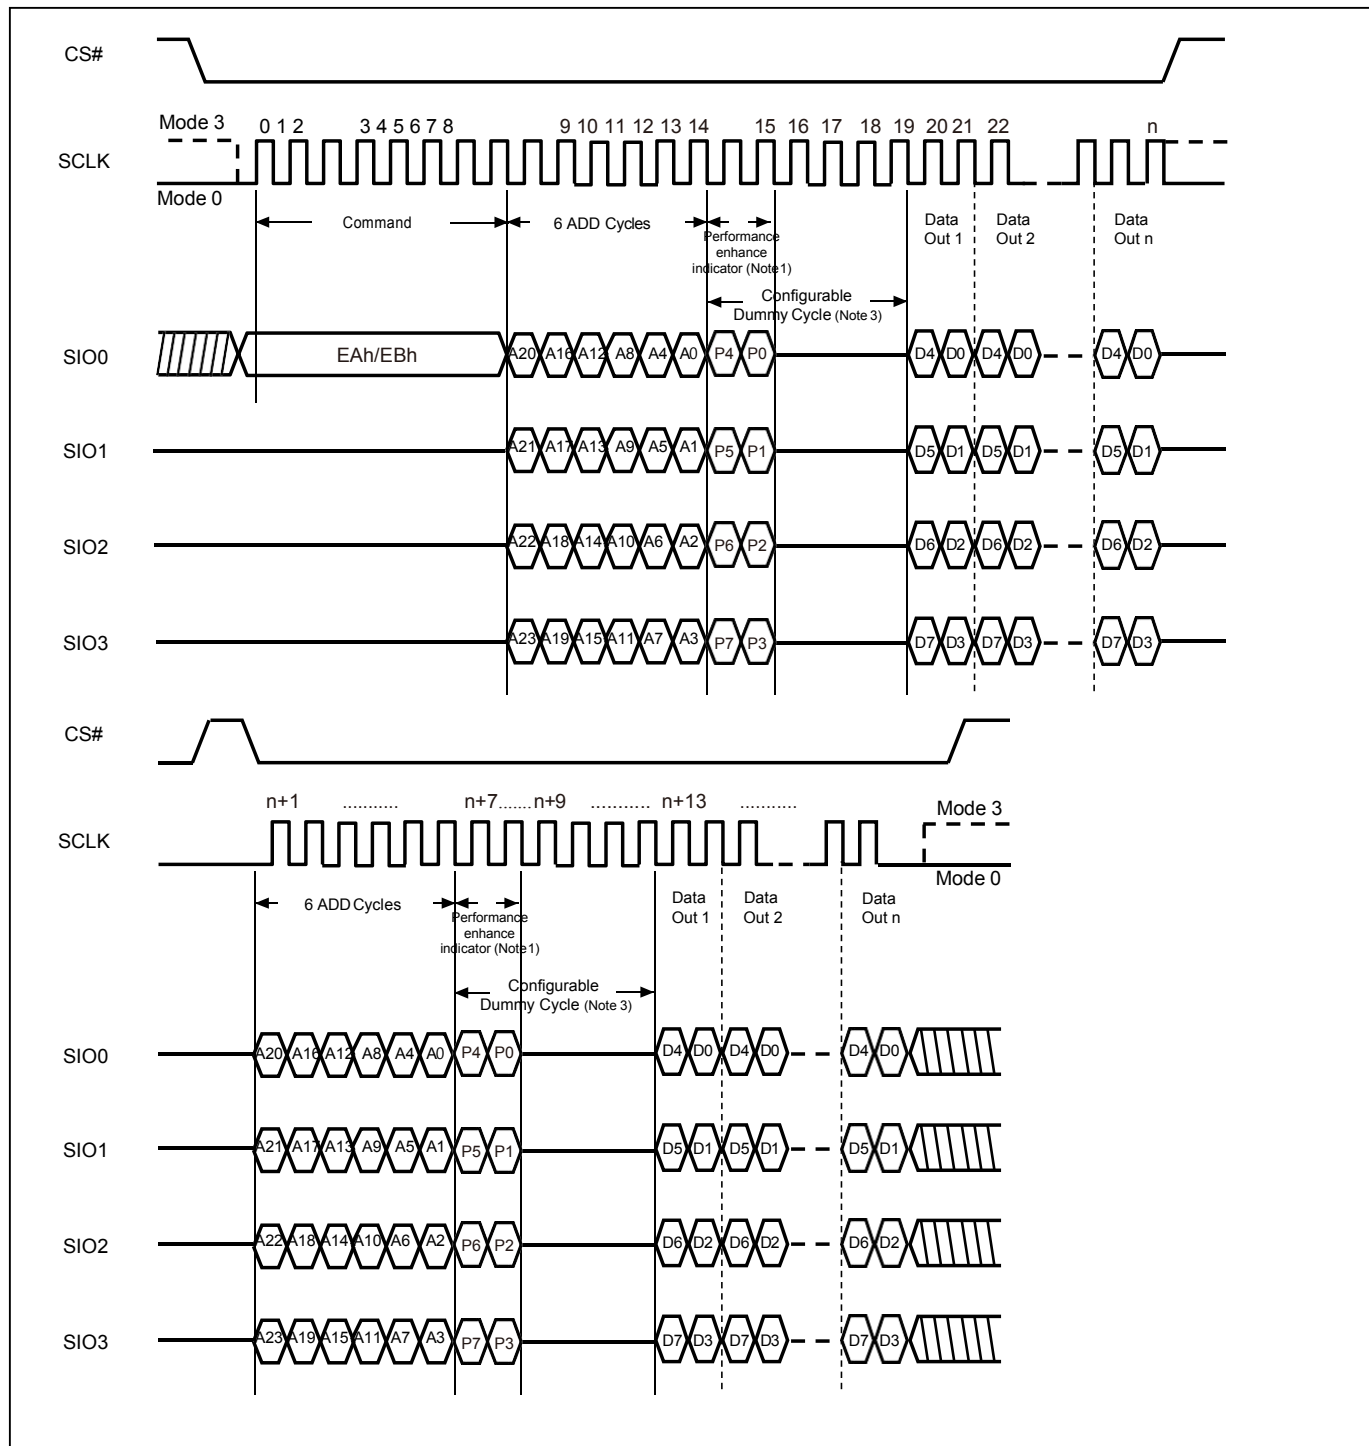 CS#
Mode 3
0 1 2 3 4 5 6 7 8 9 10 11 12 13 14 15 16 17 18 19 20 21 22 n
SCLK
Mode 0
Command
6 ADD Cycles
Performance
enhance
indicator (Note 1)
Data
Out 1
Data
Out 2
Data
Out n
Configurable
Dummy Cycle (Note 3)
SIO0
EAh/EBh
A20 A16 A12 A8 A4 A0 P4 P0 D4 D0 D4 D0 D4 D0
SIO1
A21 A17 A13 A9 A5 A1 P5 P1 D5 D1 D5 D1 D5 D1
SIO2
A22 A18 A14 A10 A6 A2 P6 P2 D6 D2 D6 D2 D6 D2
SIO3
A23 A19 A15 A11 A7 A3 P7 P3 D7 D3 D7 D3 D7 D3
CS#
n+1 ........... n+7.......n+9 ........... n+13 ...........
Mode 3
SCLK
Mode 0
6 ADD Cycles
Performance
enhance
indicator (Note 1)
Data
Out 1
Data
Out 2
Data
Out n
Configurable
Dummy Cycle (Note 3)
SIO0
A20 A16 A12 A8 A4 A0 P4 P0 D4 D0 D4 D0 D4 D0
SIO1
A21 A17 A13 A9 A5 A1 P5 P1 D5 D1 D5 D1 D5 D1
SIO2
A22 A18 A14 A10 A6 A2 P6 P2 D6 D2 D6 D2 D6 D2
SIO3
A23 A19 A15 A11 A7 A3 P7 P3 D7 D3 D7 D3 D7 D3